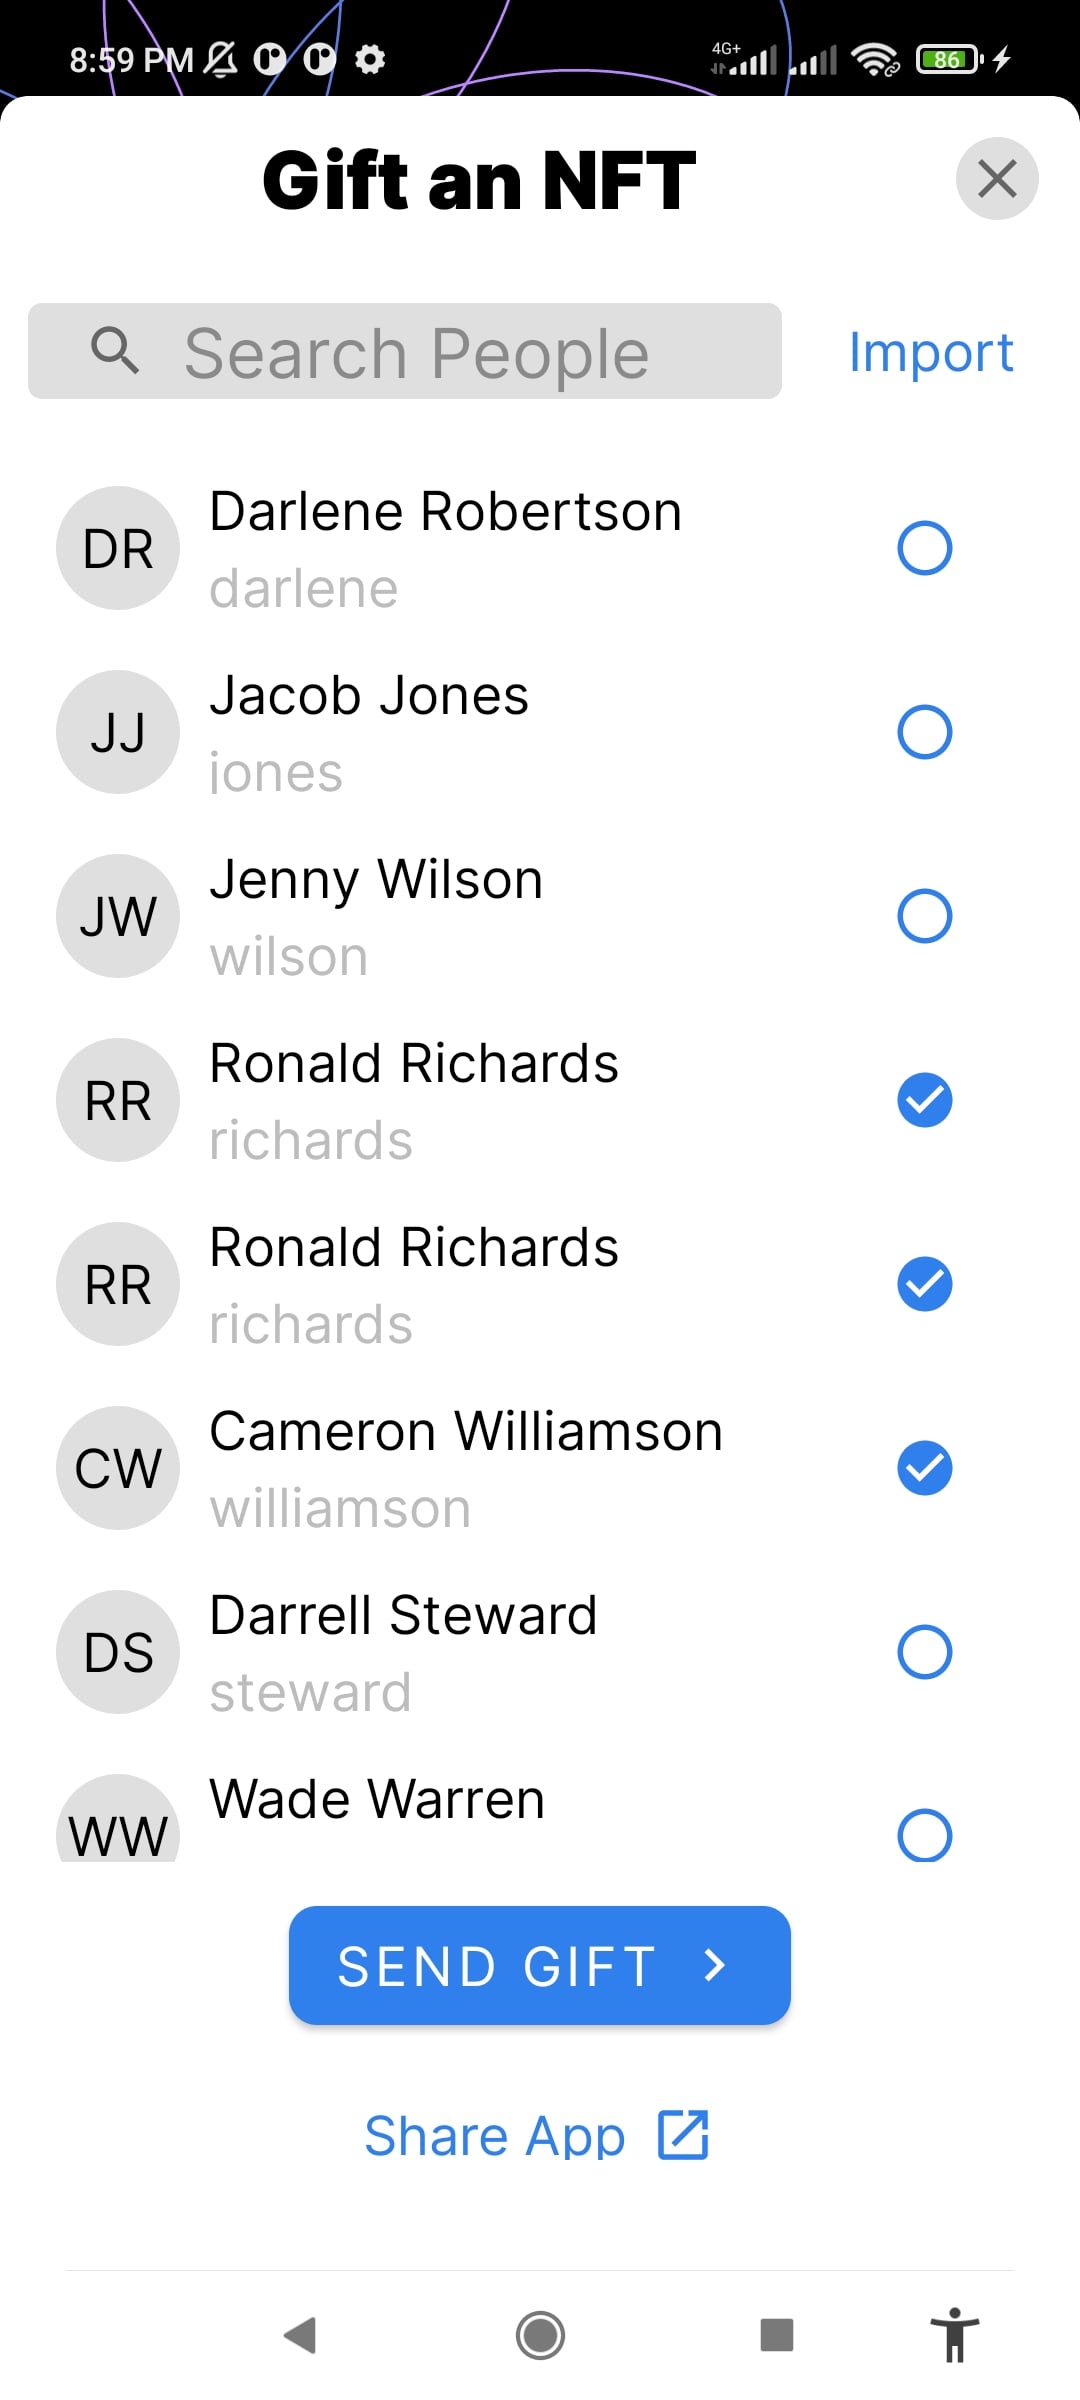 8:59 PM 4G+ 86
Gift an NFT
Search People Import
DR Darlene Robertson
darlene
JJ Jacob Jones
jones
JW Jenny Wilson
wilson
RR Ronald Richards
richards
RR Ronald Richards
richards
CW Cameron Williamson
williamson
DS Darrell Steward
steward
WW Wade Warren
SEND GIFT
Share App